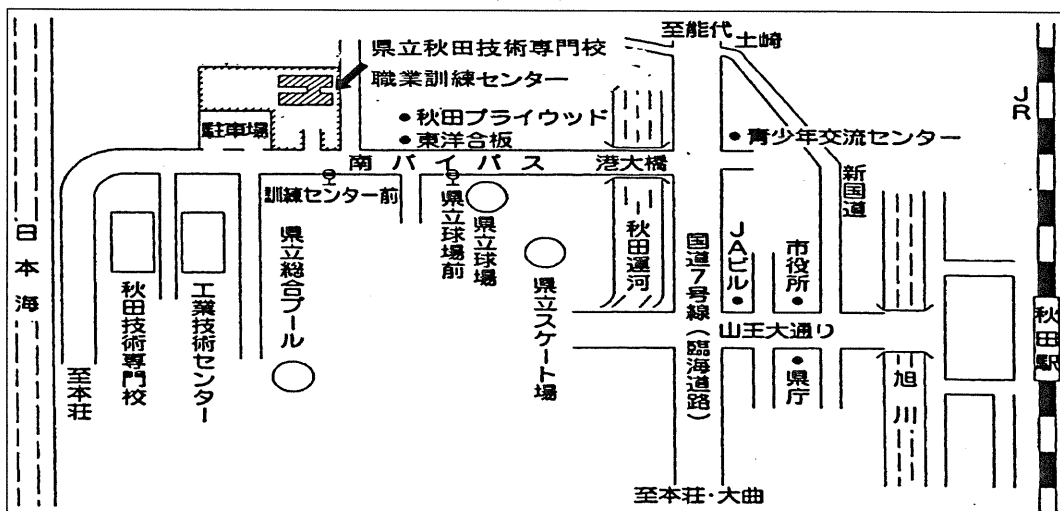 至能代
土崎
県立秋田技術専門校
職業訓練センター
JR
秋田プライウッド
東洋合板
駐車場
青少年交流センター
南バイパス
港大橋
新国道
訓練センター前
県立球場前
県立球場
秋田運河
国道7号線(臨海道路)
JAビル
市役所
日本海
県立総合プール
県立スケート場
秋田技術専門校
工業技術センター
山王大通り
秋田駅
県庁
旭川
至本荘
至本荘・大曲